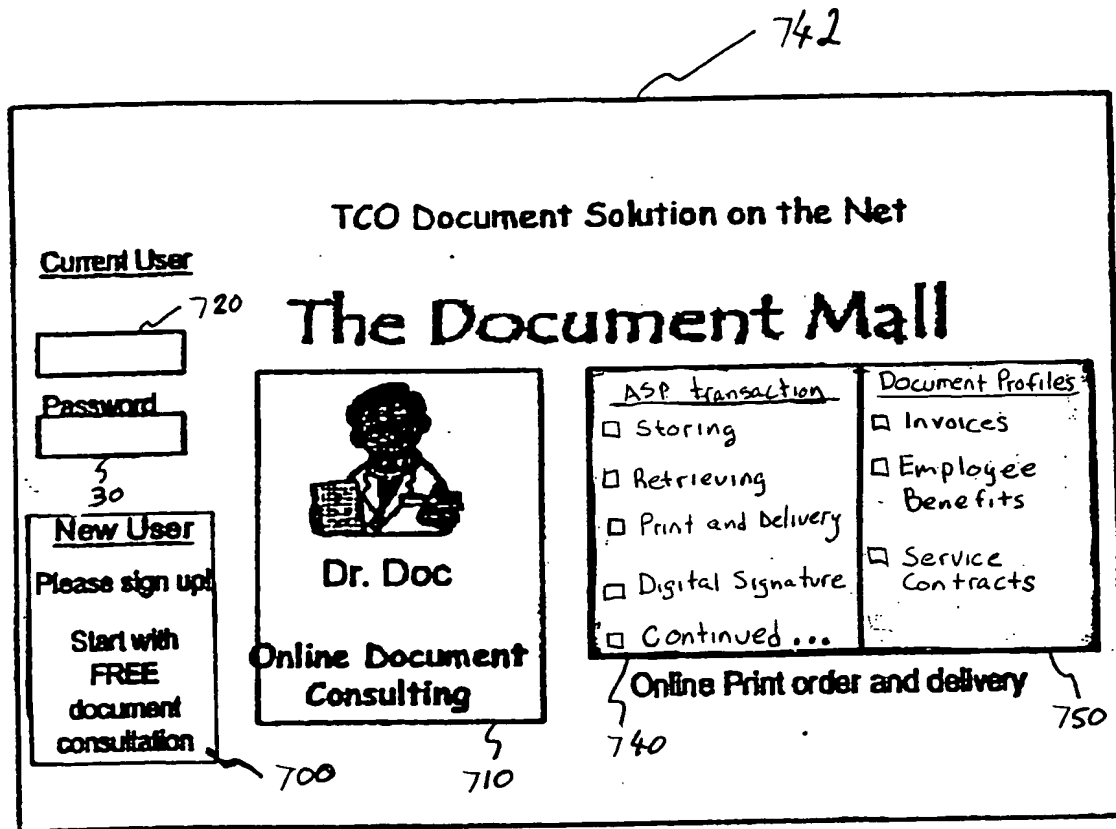 742
TCO Document Solution on the Net
Current User
720
The Document Mall
Password
30
New User
Please sign up!
Start with
FREE
document
consultation
700
Dr. Doc
Online Document
Consulting
710
ASP transaction
Storing
Retrieving
Print and Delivery
Digital Signature
Continued...
740
Document Profiles
Invoices
Employee
Benefits
Service
Contracts
750
Online Print order and delivery